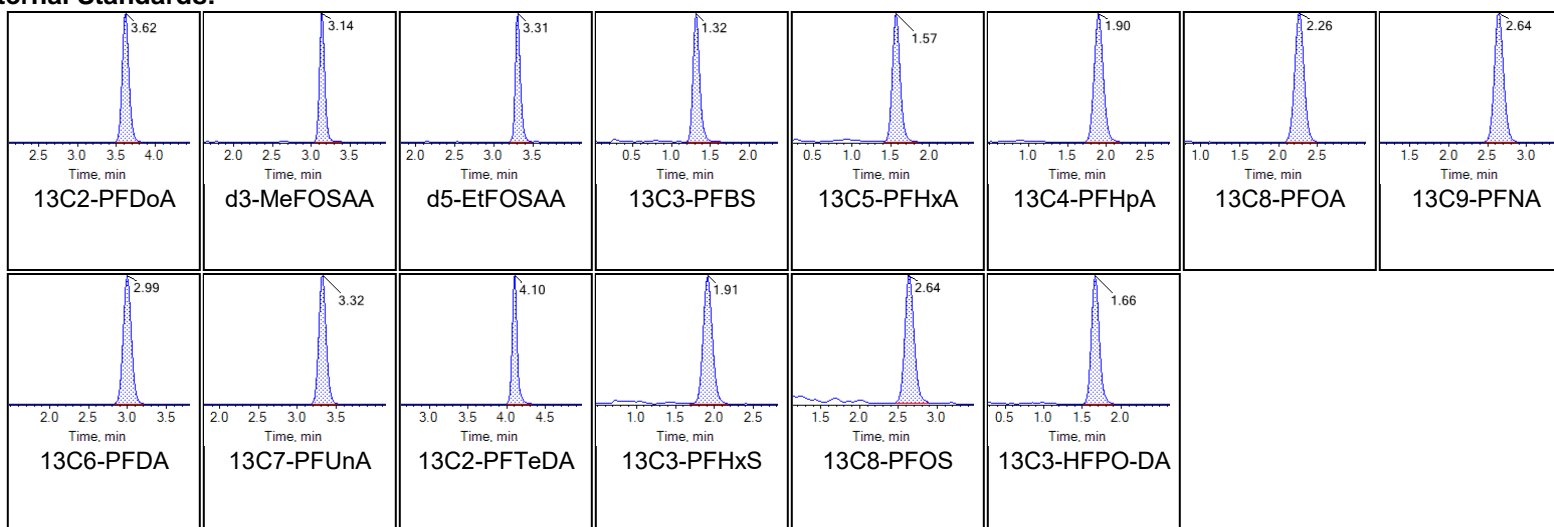 ternal Standards:
3.62
2.5 3.0 3.5 4.0
Time, min
13C2-PFDoA
3.14
2.0 2.5 3.0 3.5
Time, min
d3-MeFOSAA
3.31
2.0 2.5 3.0 3.5
Time, min
d5-EtFOSAA
1.32
0.5 1.0 1.5 2.0
Time, min
13C3-PFBS
1.57
0.5 1.0 1.5 2.0
Time, min
13C5-PFHxA
1.90
1.0 1.5 2.0 2.5
Time, min
13C4-PFHpA
2.26
1.0 1.5 2.0 2.5
Time, min
13C8-PFOA
2.64
1.5 2.0 2.5 3.0
Time, min
13C9-PFNA
2.99
2.0 2.5 3.0 3.5
Time, min
13C6-PFDA
3.32
2.0 2.5 3.0 3.5
Time, min
13C7-PFUnA
4.10
3.0 3.5 4.0 4.5
Time, min
13C2-PFTeDA
1.91
1.0 1.5 2.0 2.5
Time, min
13C3-PFHxS
2.64
1.5 2.0 2.5 3.0
Time, min
13C8-PFOS
1.66
0.5 1.0 1.5 2.0
Time, min
13C3-HFPO-DA